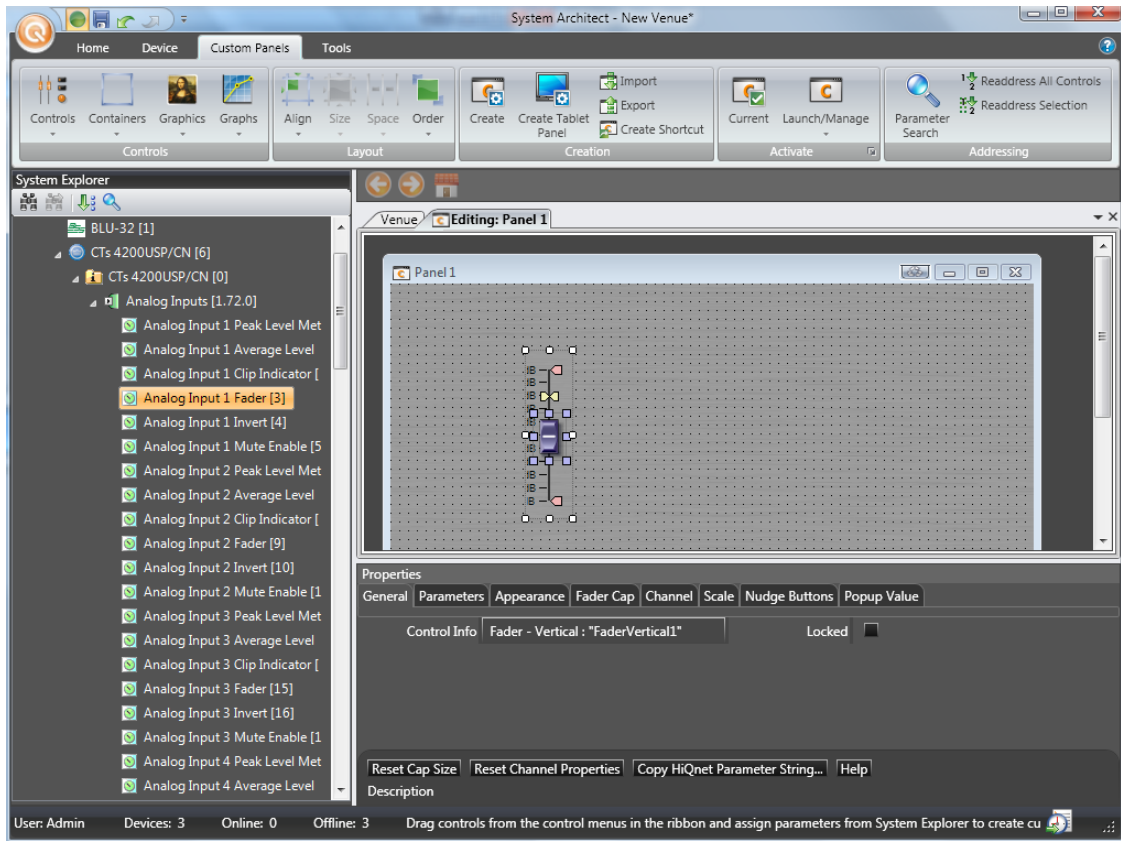 System Architect - New Venue*
Home Device Custom Panels Tools
Controls Containers Graphics Graphs
Controls
Align Size Space Order
Layout
Create Create Tablet Panel
Import
Export
Create Shortcut
Creation
Current Launch/Manage
Activate
Parameter Search
Readdress All Controls
Readdress Selection
Addressing
System Explorer
BLU-32 [1]
CTs 4200USP/CN [6]
CTs 4200USP/CN [0]
Analog Inputs [1.72.0]
Analog Input 1 Peak Level Met
Analog Input 1 Average Level
Analog Input 1 Clip Indicator [
Analog Input 1 Fader [3]
Analog Input 1 Invert [4]
Analog Input 1 Mute Enable [5
Analog Input 2 Peak Level Met
Analog Input 2 Average Level
Analog Input 2 Clip Indicator [
Analog Input 2 Fader [9]
Analog Input 2 Invert [10]
Analog Input 2 Mute Enable [1
Analog Input 3 Peak Level Met
Analog Input 3 Average Level
Analog Input 3 Clip Indicator [
Analog Input 3 Fader [15]
Analog Input 3 Invert [16]
Analog Input 3 Mute Enable [1
Analog Input 4 Peak Level Met
Analog Input 4 Average Level
Venue Editing: Panel 1
Panel 1
Properties
General Parameters Appearance Fader Cap Channel Scale Nudge Buttons Popup Value
Control Info Fader - Vertical : "FaderVertical1" Locked
Reset Cap Size Reset Channel Properties Copy HiQnet Parameter String... Help
Description
User: Admin Devices: 3 Online: 0 Offline: 3 Drag controls from the control menus in the ribbon and assign parameters from System Explorer to create cu